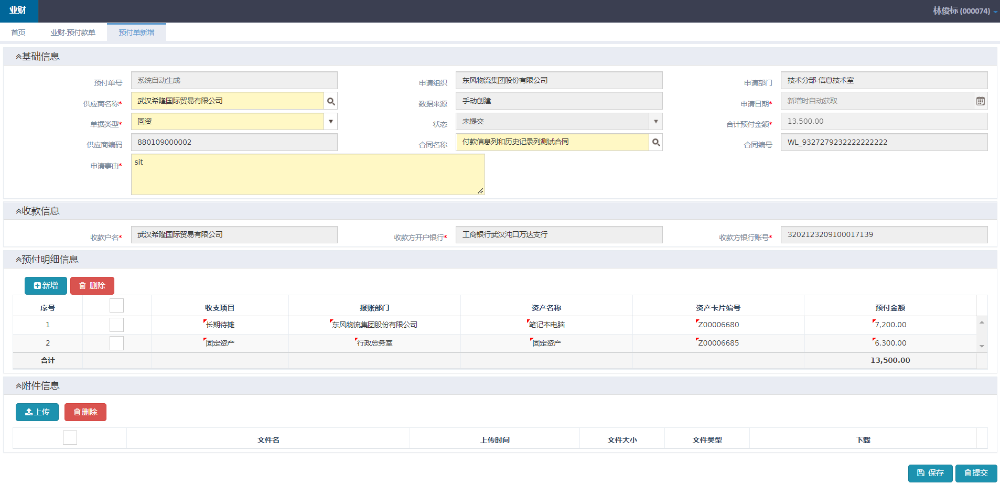 业财
林俊标 (000074)
首页 业财-预付款单 预付单新增
基础信息
预付单号 系统自动生成 申请组织 东风物流集团股份有限公司 申请部门 技术分部-信息技术室
供应商名称* 武汉希隆国际贸易有限公司 数据来源 手动创建 申请日期* 新增时自动获取
单据类型* 固资 状态 未提交 合计预付金额* 13,500.00
供应商编码 880109000002 合同名称 付款信息列和历史记录列测试合同 合同编号 WL_9327279232222222222
申请事由* sit
收款信息
收款户名* 武汉希隆国际贸易有限公司 收款方开户银行* 工商银行武汉沌口万达支行 收款方银行账号* 3202123209100017139
预付明细信息
新增 删除
序号 收支项目 报账部门 资产名称 资产卡片编号 预付金额
1 长期待摊 东风物流集团股份有限公司 笔记本电脑 Z00006680 7,200.00
2 固定资产 行政总务室 固定资产 Z00006685 6,300.00
合计 13,500.00
附件信息
上传 删除
文件名 上传时间 文件大小 文件类型 下载
保存 提交